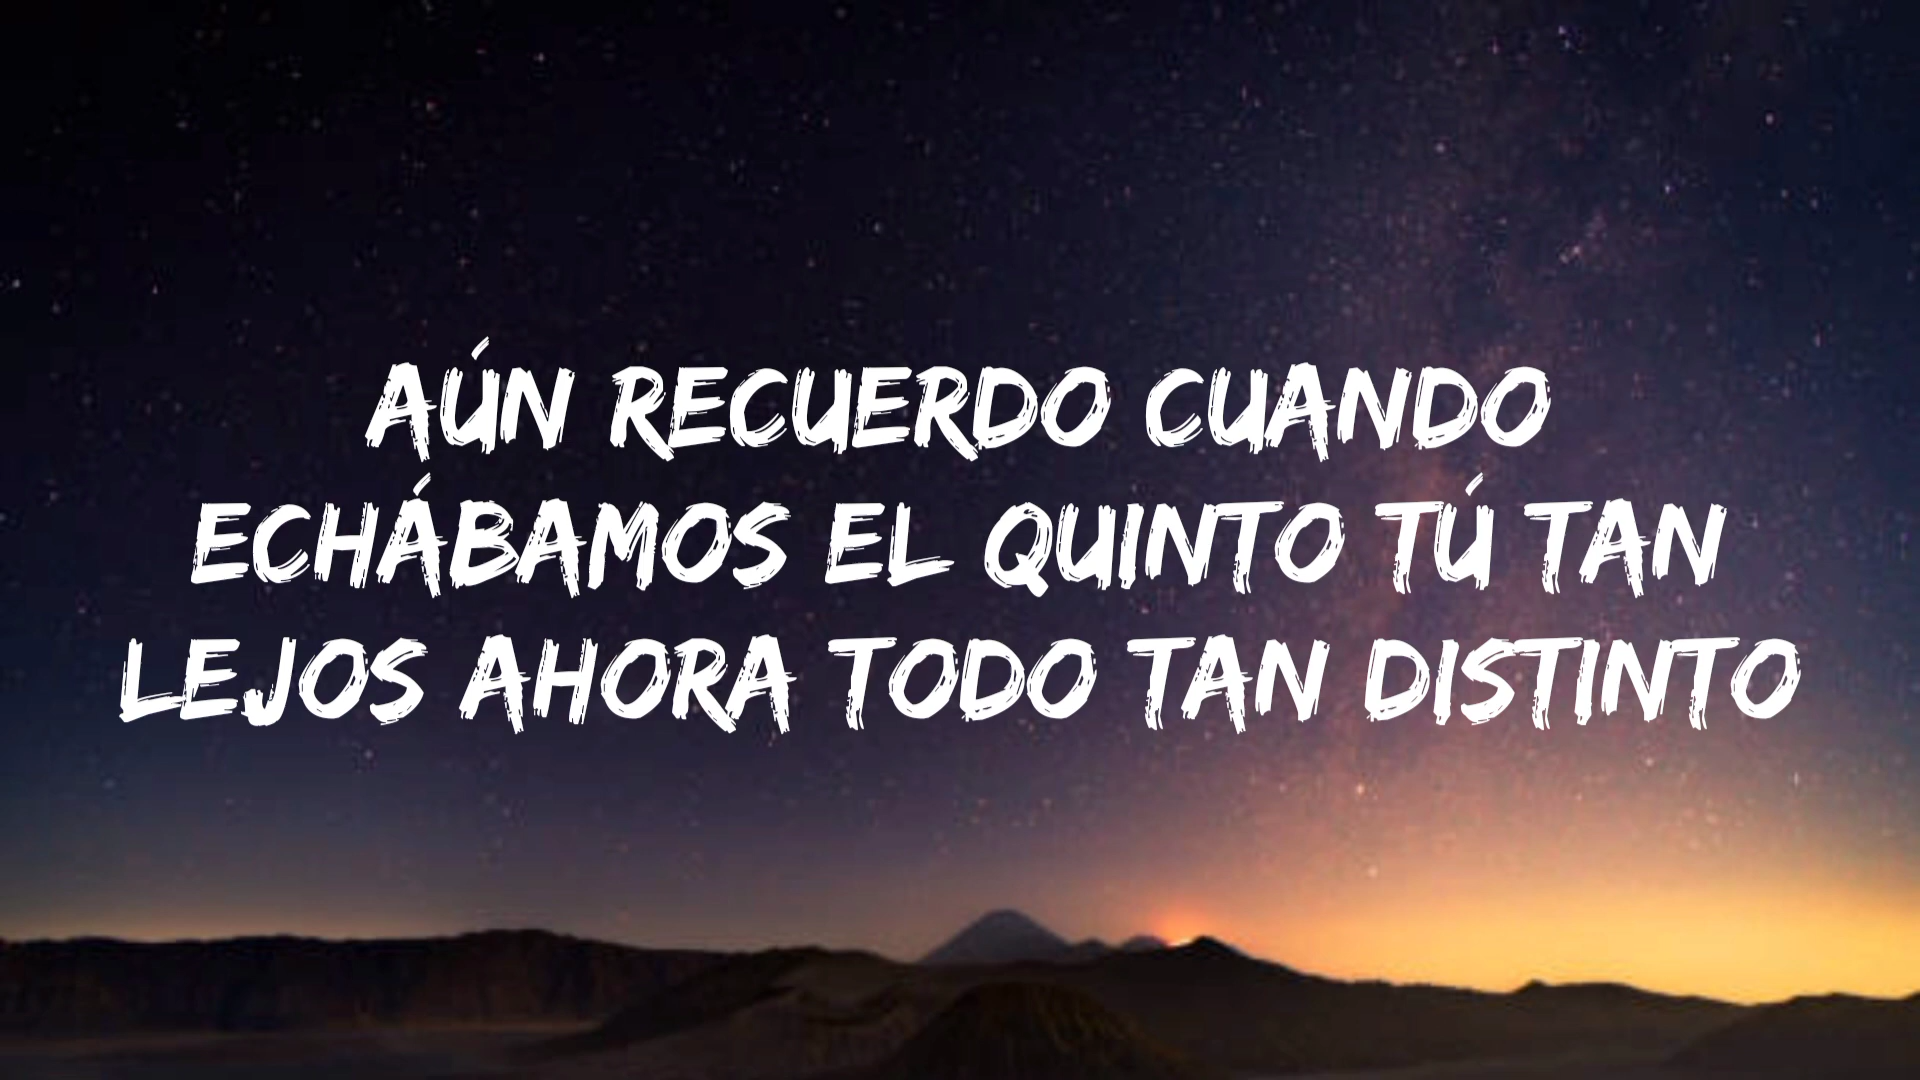 AÚN RECUERDO CUANDO
ECHÁBAMOS EL QUINTO TÚ TAN
LEJOS AHORA TODO TAN DISTINTO